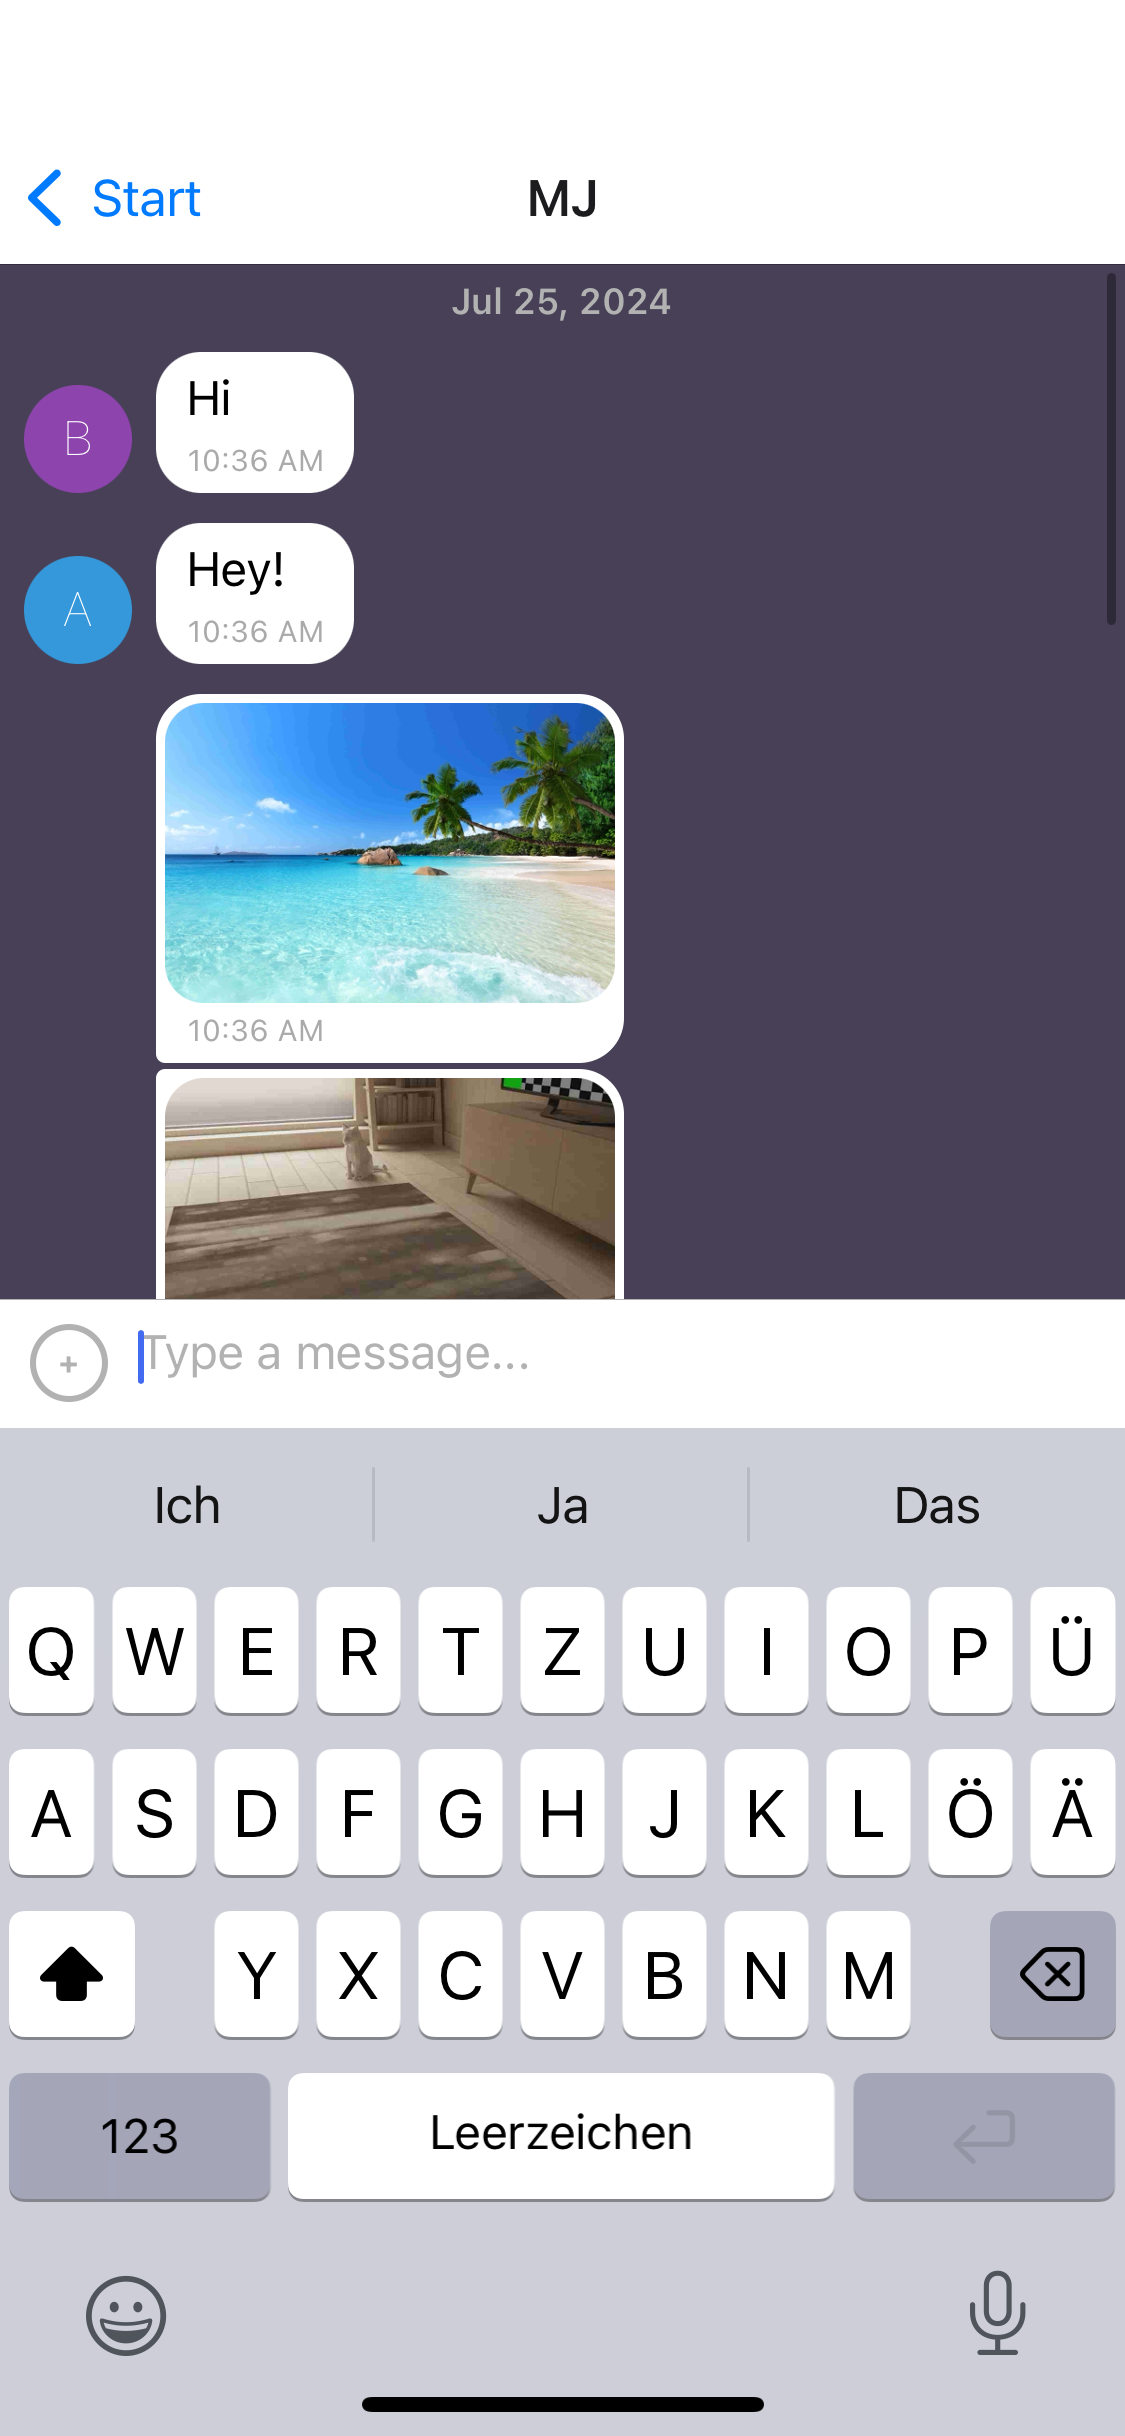 Start
MJ
Jul 25, 2024
B
Hi
10:36 AM
A
Hey!
10:36 AM
10:36 AM
+
Type a message...
Ich Ja Das
Q W E R T Z U I O P Ü
A S D F G H J K L Ö Ä
Y X C V B N M
123 Leerzeichen